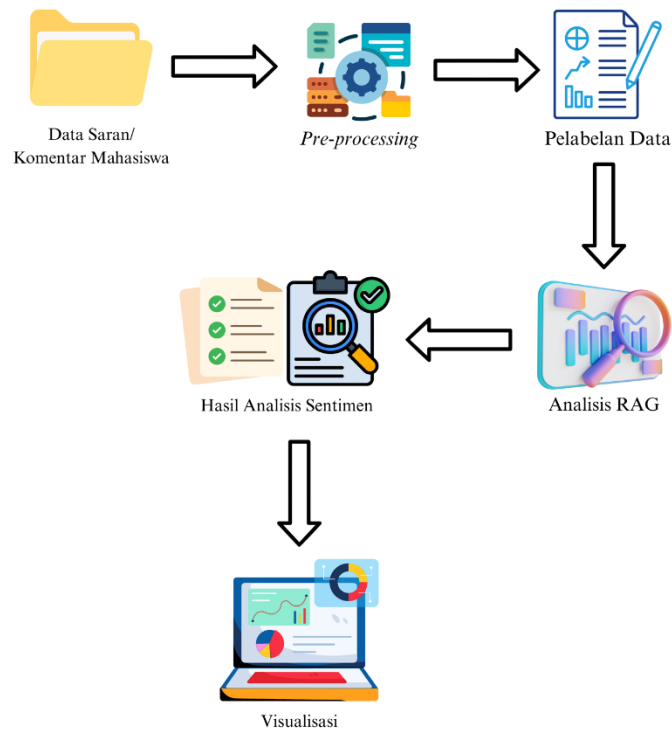 Data Saran/
Komentar Mahasiswa
Pre-processing
Pelabelan Data
Hasil Analisis Sentimen
Analisis RAG
Visualisasi